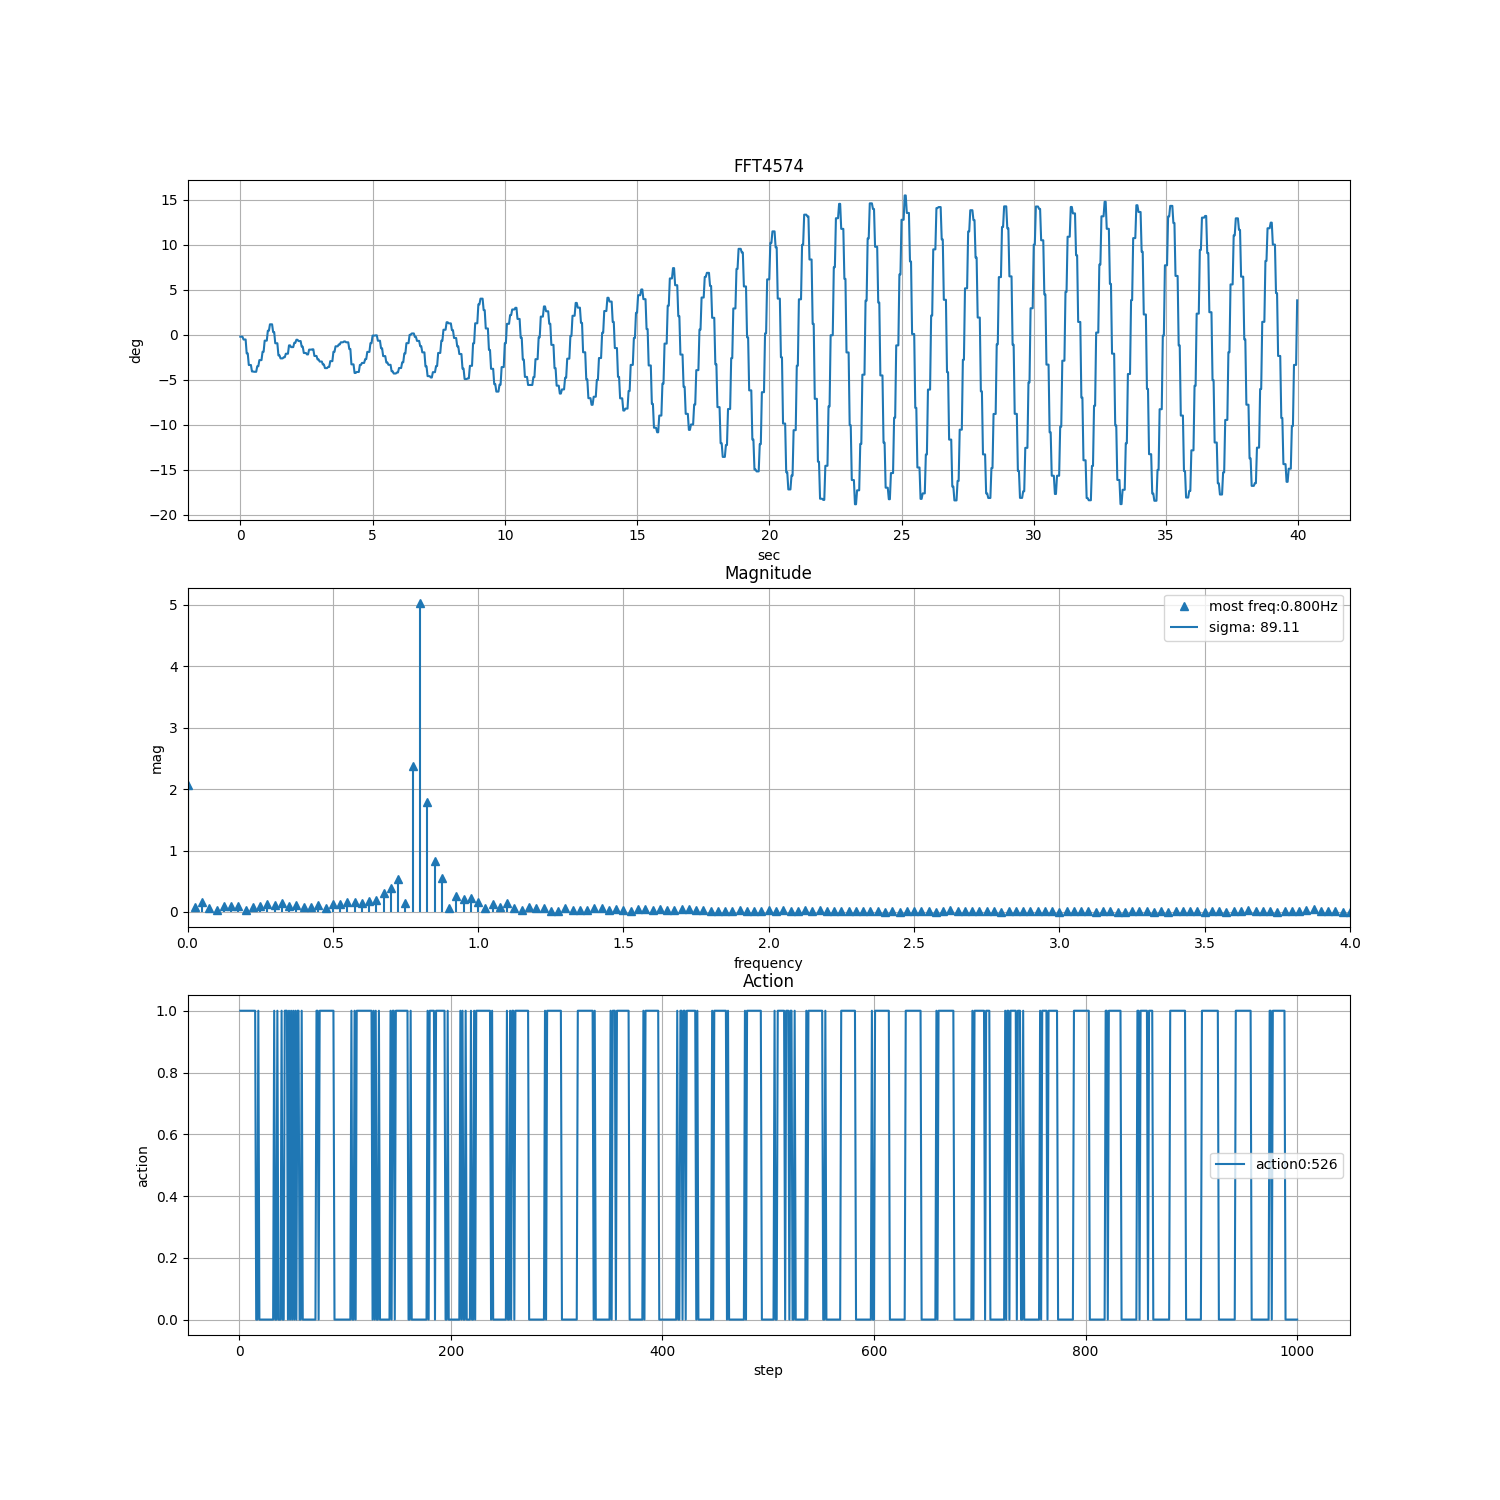 FFT4574
15
10
5
0
−5
−10
−15
−20
deg
0 5 10 15 20 25 30 35 40
sec
Magnitude
5
4
3
2
1
0
mag
most freq:0.800Hz
sigma: 89.11
0.0 0.5 1.0 1.5 2.0 2.5 3.0 3.5 4.0
frequency
Action
1.0
0.8
0.6
0.4
0.2
0.0
action
action0:526
0 200 400 600 800 1000
step